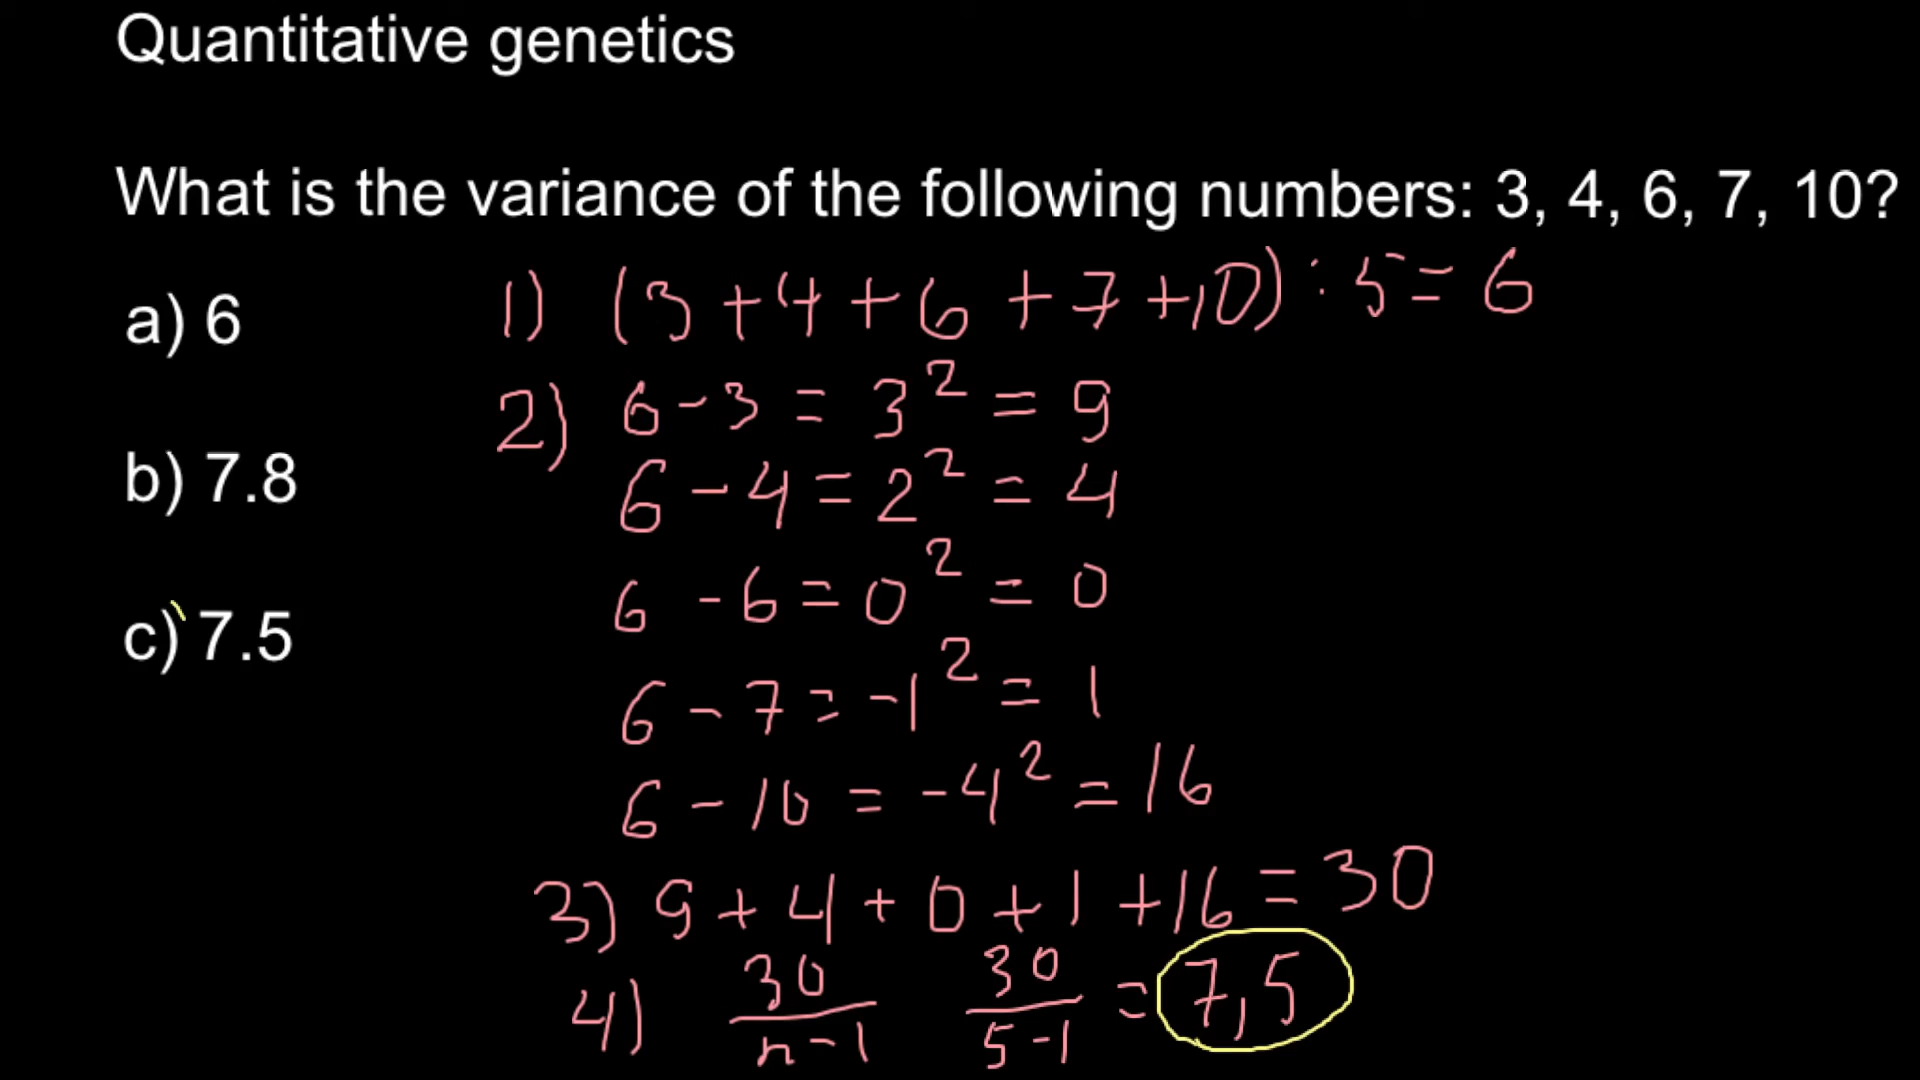 Quantitative genetics
What is the variance of the following numbers: 3, 4, 6, 7, 10?
a) 6
b) 7.8
c) 7.5
1) (3 + 4 + 6 + 7 + 10) : 5 = 6
2) 6 - 3 = 3² = 9
6 - 4 = 2² = 4
6 - 6 = 0² = 0
6 - 7 = -1² = 1
6 - 10 = -4² = 16
3) 9 + 4 + 0 + 1 + 16 = 30
4) 30/n-1 30/5-1 = 7,5